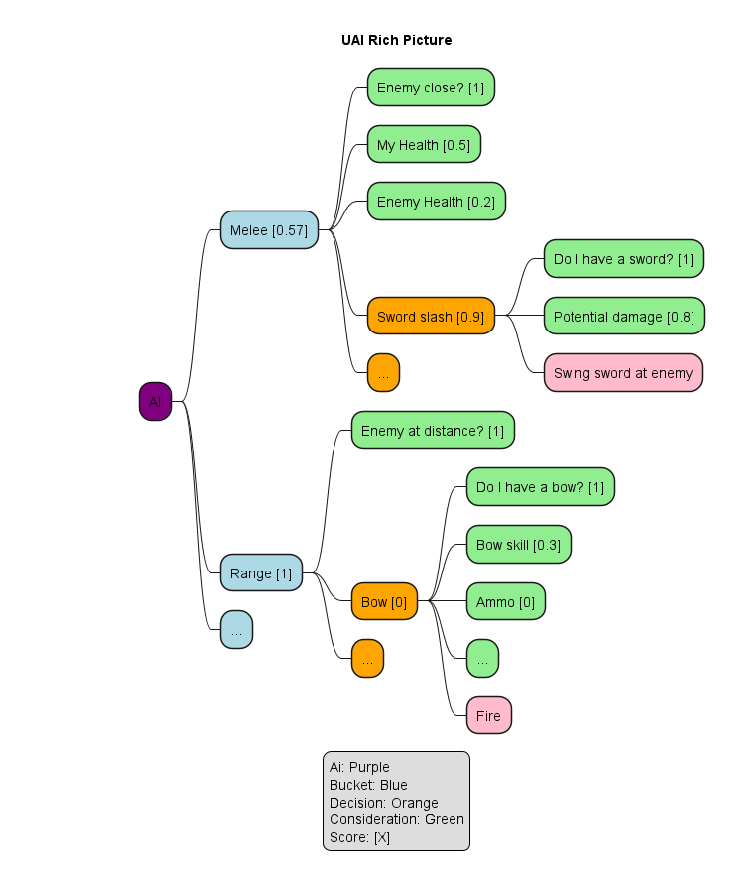 UAI Rich Picture
Enemy close? [1]
My Health [0.5]
Enemy Health [0.2]
Melee [0.57]
Do I have a sword? [1]
Sword slash [0.9]
Potential damage [0.8]
...
Swng sword at enemy
Ai
Enemy at distance? [1]
Do I have a bow? [1]
Bow skill [0.3]
Range [1]
Bow [0]
Ammo [0]
...
...
...
Fire
Ai: Purple
Bucket: Blue
Decision: Orange
Consideration: Green
Score: [X]